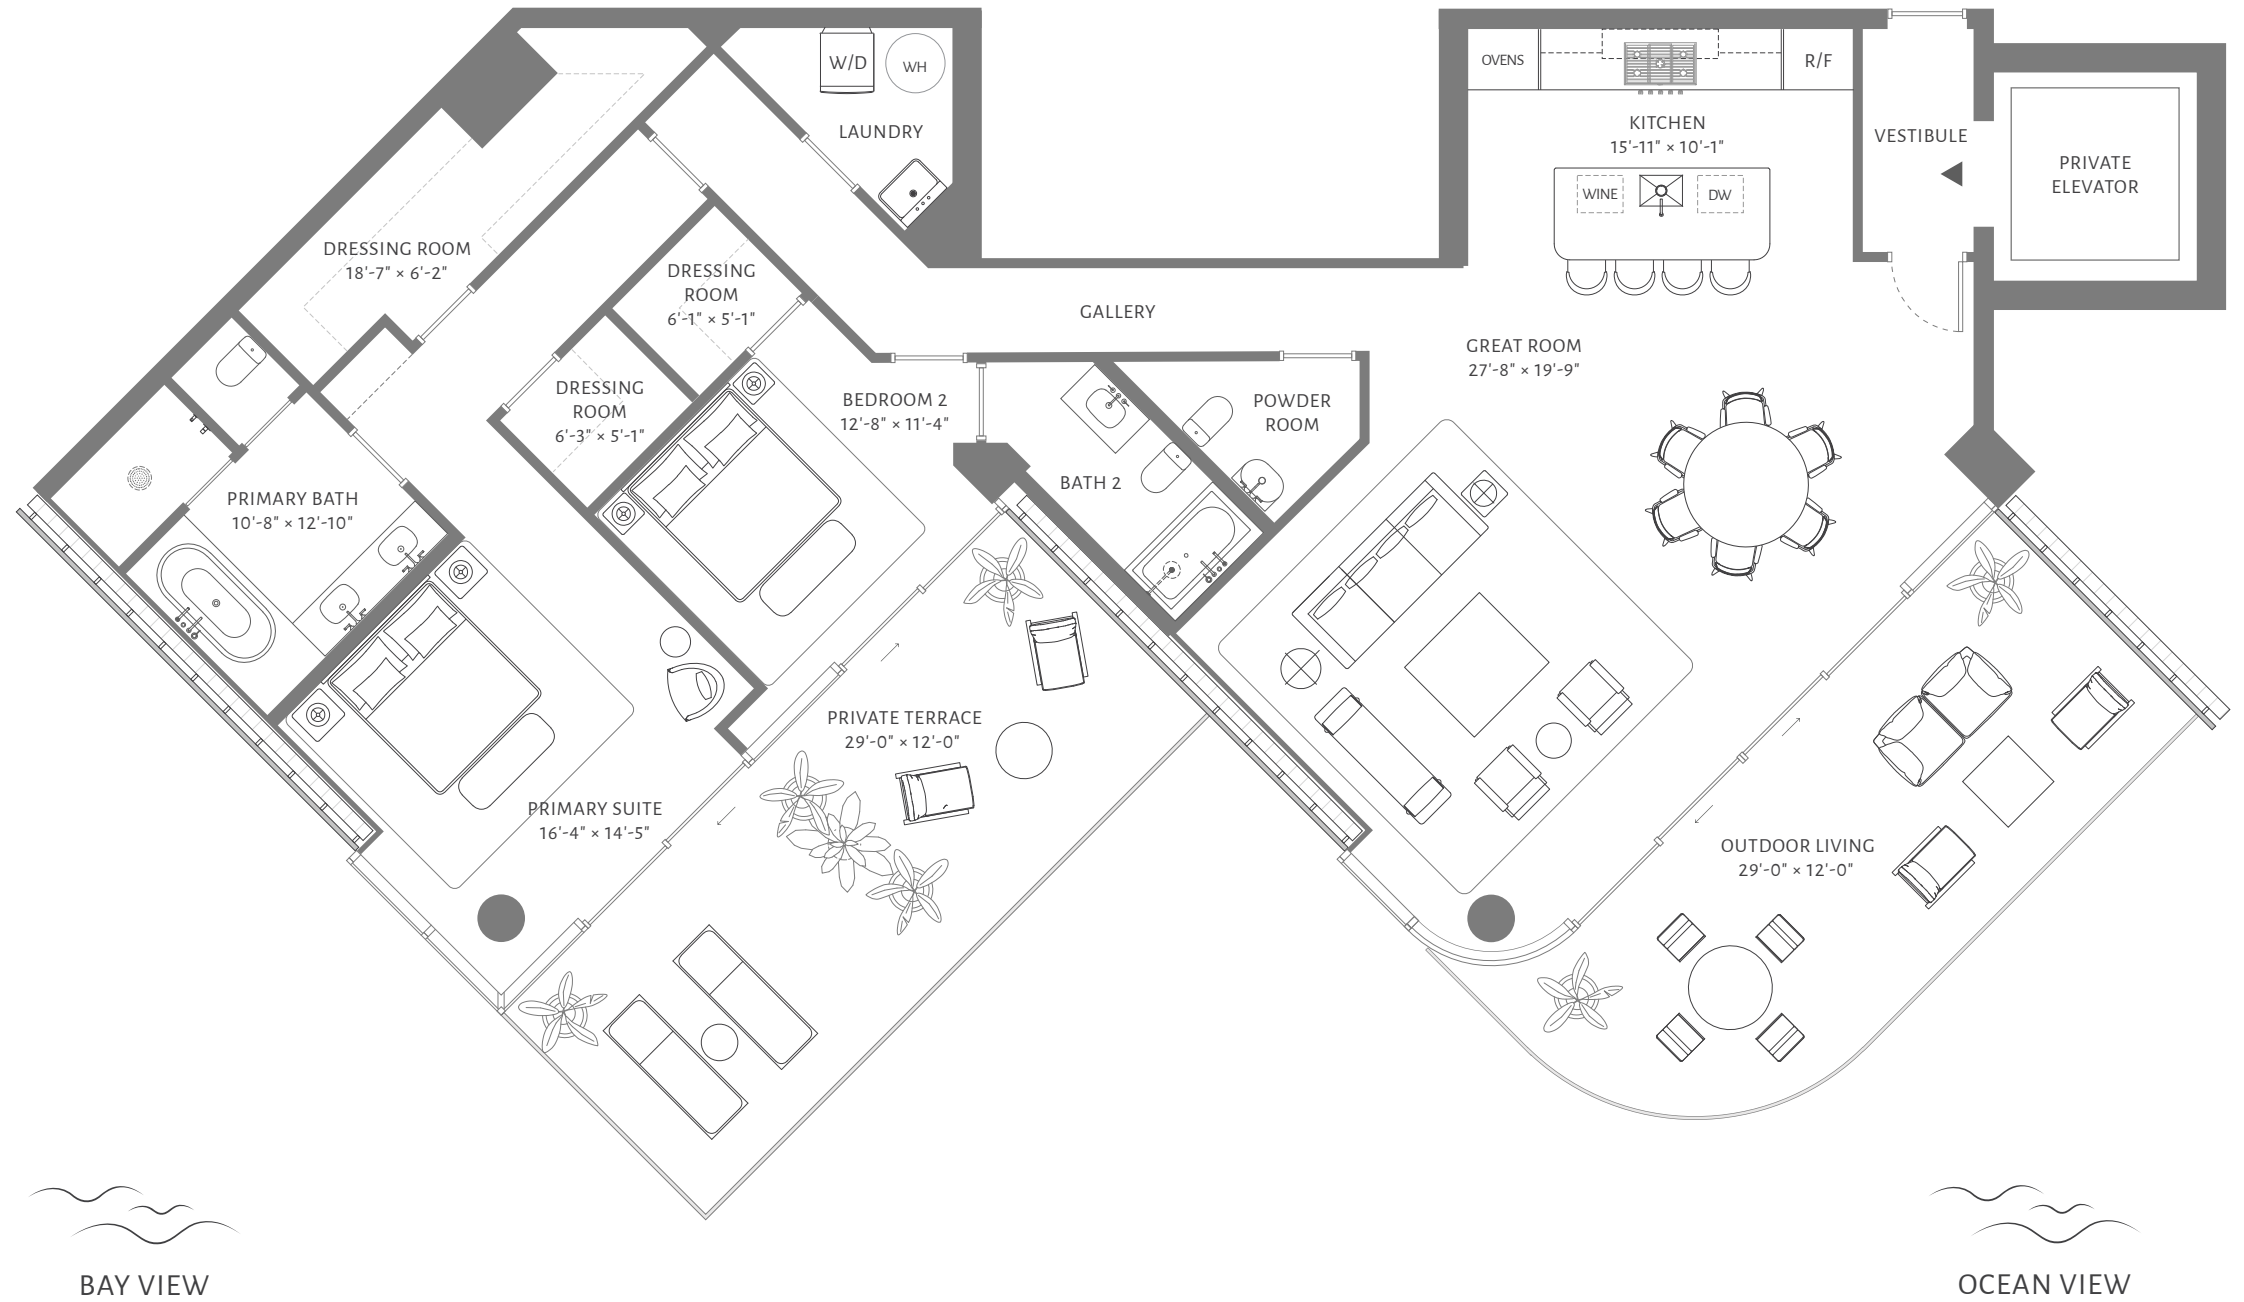 W/D
WH
LAUNDRY
OVENS
R/F
KITCHEN
15'-11" × 10'-1"
WINE
DW
VESTIBULE
PRIVATE
ELEVATOR
DRESSING ROOM
18'-7" × 6'-2"
DRESSING
ROOM
6'-1" × 5'-1"
GALLERY
GREAT ROOM
27'-8" × 19'-9"
DRESSING
ROOM
6'-3" × 5'-1"
BEDROOM 2
12'-8" × 11'-4"
POWDER
ROOM
BATH 2
PRIMARY BATH
10'-8" × 12'-10"
PRIVATE TERRACE
29'-0" × 12'-0"
PRIMARY SUITE
16'-4" × 14'-5"
OUTDOOR LIVING
29'-0" × 12'-0"
BAY VIEW
OCEAN VIEW